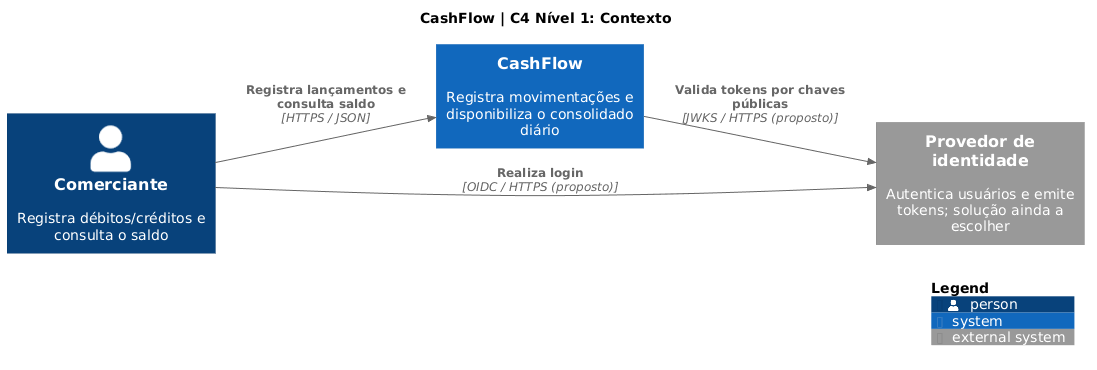 CashFlow | C4 Nível 1: Contexto
CashFlow
Registra movimentações e
disponibiliza o consolidado
diário
Registra lançamentos e
consulta saldo
[HTTPS / JSON]
Valida tokens por chaves
públicas
[JWKS / HTTPS (proposto)]
Comerciante
Registra débitos/créditos e
consulta o saldo
Realiza login
[OIDC / HTTPS (proposto)]
Provedor de
identidade
Autentica usuários e emite
tokens; solução ainda a
escolher
Legend
person
system
external system